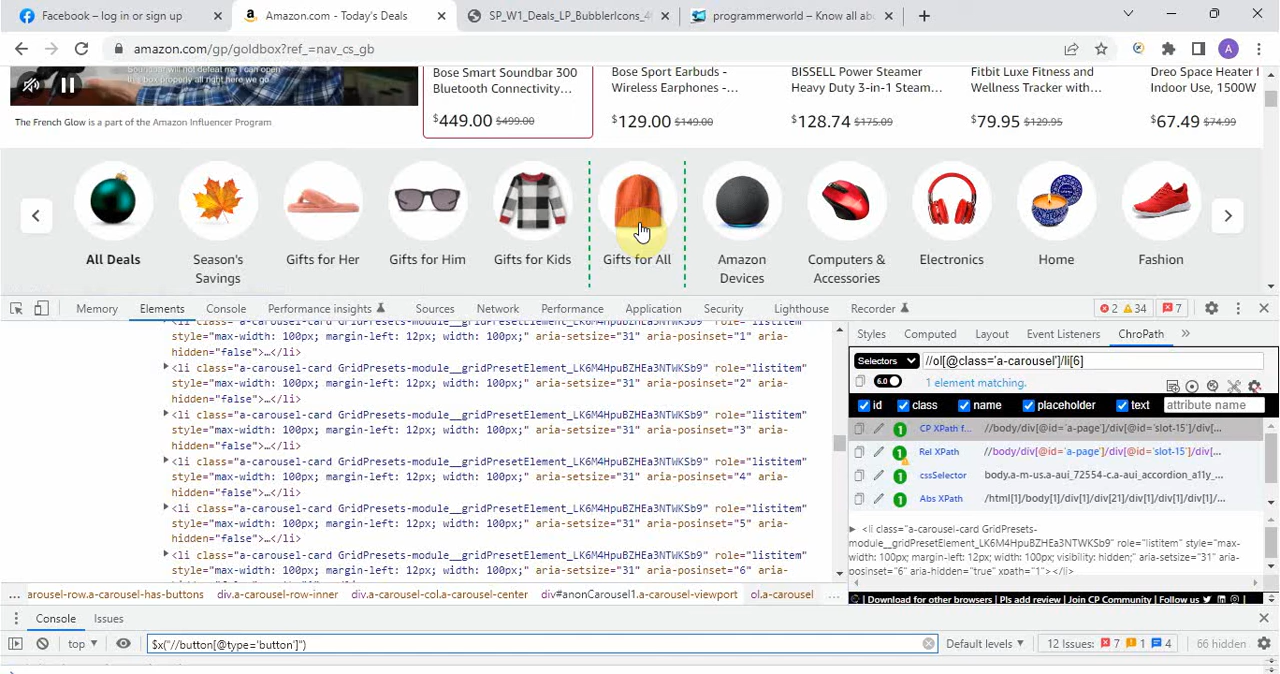 Facebook – log in or sign up
Amazon.com - Today's Deals
SP_W1_Deals_LP_BubblerIcons_4
programmerworld – Know all ab
amazon.com/gp/goldbox?ref_=nav_cs_gb
A
Bose Smart Soundbar 300
Bluetooth Connectivity…
$449.00 $499.00
Bose Sport Earbuds -
Wireless Earphones -…
$129.00 $149.00
BISSELL Power Steamer
Heavy Duty 3-in-1 Steam…
$128.74 $175.09
Fitbit Luxe Fitness and
Wellness Tracker with…
$79.95 $129.95
Dreo Space Heater
Indoor Use, 1500W
$67.49 $74.99
The French Glow is a part of the Amazon Influencer Program
All Deals
Season's
Savings
Gifts for Her
Gifts for Him
Gifts for Kids
Gifts for All
Amazon
Devices
Computers &
Accessories
Electronics
Home
Fashion
Memory
Elements
Console
Performance insights
Sources
Network
Performance
Application
Security
Lighthouse
Recorder
2 34
7
<li class="a-carousel-card GridPresets-module__gridPresetElement_LK6M4HpuBZHEa3NTWKSb9" role="listitem"
style="max-width: 100px; margin-left: 12px; width: 100px;" aria-setsize="31" aria-posinset="1" aria-
hidden="false">…</li>
<li class="a-carousel-card GridPresets-module__gridPresetElement_LK6M4HpuBZHEa3NTWKSb9" role="listitem"
style="max-width: 100px; margin-left: 12px; width: 100px;" aria-setsize="31" aria-posinset="2" aria-
hidden="false">…</li>
<li class="a-carousel-card GridPresets-module__gridPresetElement_LK6M4HpuBZHEa3NTWKSb9" role="listitem"
style="max-width: 100px; margin-left: 12px; width: 100px;" aria-setsize="31" aria-posinset="3" aria-
hidden="false">…</li>
<li class="a-carousel-card GridPresets-module__gridPresetElement_LK6M4HpuBZHEa3NTWKSb9" role="listitem"
style="max-width: 100px; margin-left: 12px; width: 100px;" aria-setsize="31" aria-posinset="4" aria-
hidden="false">…</li>
<li class="a-carousel-card GridPresets-module__gridPresetElement_LK6M4HpuBZHEa3NTWKSb9" role="listitem"
style="max-width: 100px; margin-left: 12px; width: 100px;" aria-setsize="31" aria-posinset="5" aria-
hidden="false">…</li>
<li class="a-carousel-card GridPresets-module__gridPresetElement_LK6M4HpuBZHEa3NTWKSb9" role="listitem"
style="max-width: 100px; margin-left: 12px; width: 100px;" aria-setsize="31" aria-posinset="6" aria-
… arousel-row.a-carousel-has-buttons div.a-carousel-row-inner div.a-carousel-col.a-carousel-center div#anonCarousel1.a-carousel-viewport ol.a-carousel …
Styles
Computed
Layout
Event Listeners
ChroPath
Selectors
//ol[@class='a-carousel']/li[6]
6.0
1 element matching.
id
class
name
placeholder
text
attribute name
1 CP XPath f... //body/div[@id='a-page']/div[@id='slot-15']/div[...
1 Rel XPath //body/div[@id='a-page']/div[@id='slot-15']/div[...
1 cssSelector body.a-m-us.a-aui_72554-c.a-aui_accordion_a11y_...
1 Abs XPath /html[1]/body[1]/div[1]/div[21]/div[1]/div[1]/div[1]/...
<li class="a-carousel-card GridPresets-
module__gridPresetElement_LK6M4HpuBZHEa3NTWKSb9" role="listitem" style="max-
width: 100px; margin-left: 12px; width: 100px; visibility: hidden;" aria-setsize="31" aria-
posinset="6" aria-hidden="true" xpath="1"></li>
| Download for other browsers | Pls add review | Join CP Community | Follow us
Console
Issues
top
$x("//button[@type='button']")
Default levels
12 Issues: 7 1 4
66 hidden